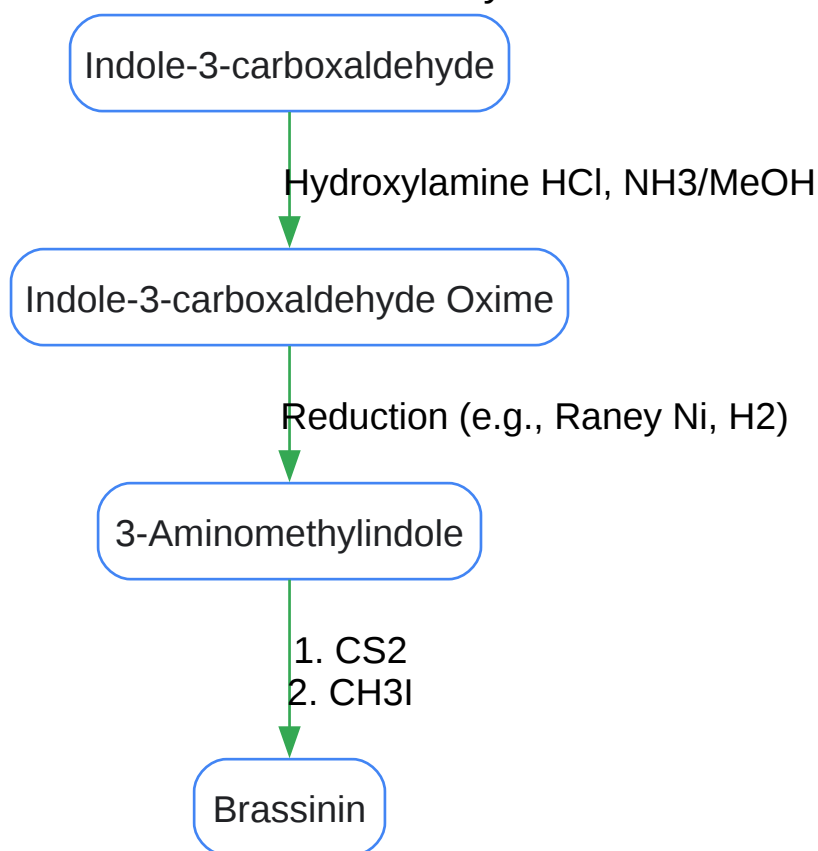 Indole-3-carboxaldehyde
Hydroxylamine HCl, NH3/MeOH
Indole-3-carboxaldehyde Oxime
Reduction (e.g., Raney Ni, H2)
3-Aminomethylindole
1. CS2
2. CH3I
Brassinin